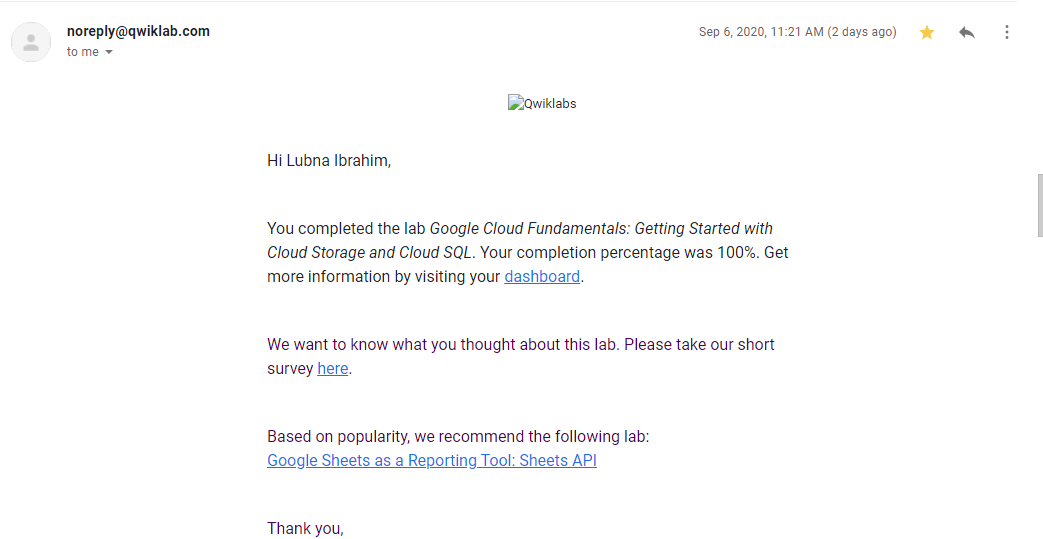 noreply@qwiklab.com
Sep 6, 2020, 11:21 AM (2 days ago)
to me
Qwiklabs
Hi Lubna Ibrahim,
You completed the lab Google Cloud Fundamentals: Getting Started with
Cloud Storage and Cloud SQL. Your completion percentage was 100%. Get
more information by visiting your dashboard.
We want to know what you thought about this lab. Please take our short
survey here.
Based on popularity, we recommend the following lab:
Google Sheets as a Reporting Tool: Sheets API
Thank you,